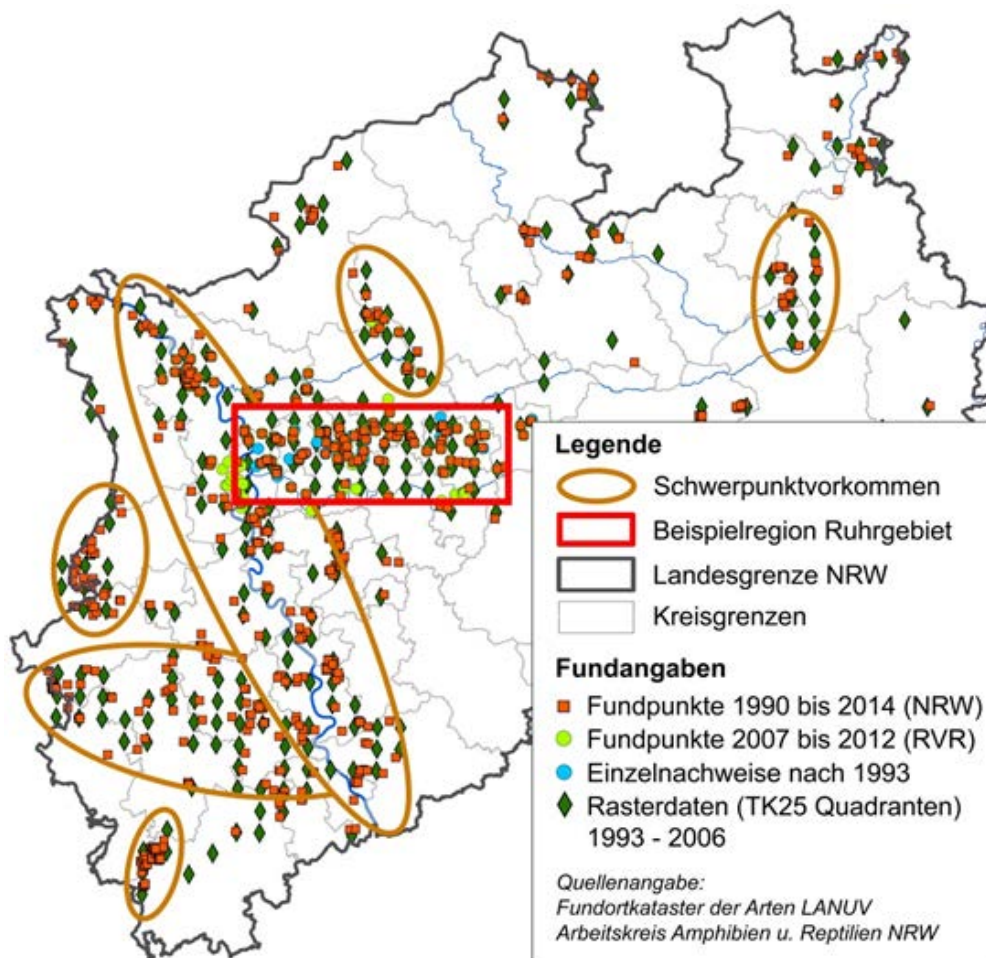 Legende
Schwerpunktvorkommen
Beispielregion Ruhrgebiet
Landesgrenze NRW
Kreisgrenzen
Fundangaben
Fundpunkte 1990 bis 2014 (NRW)
Fundpunkte 2007 bis 2012 (RVR)
Einzelnachweise nach 1993
Rasterdaten (TK25 Quadranten)
1993 - 2006
Quellenangabe:
Fundortkataster der Arten LANUV
Arbeitskreis Amphibien u. Reptilien NRW